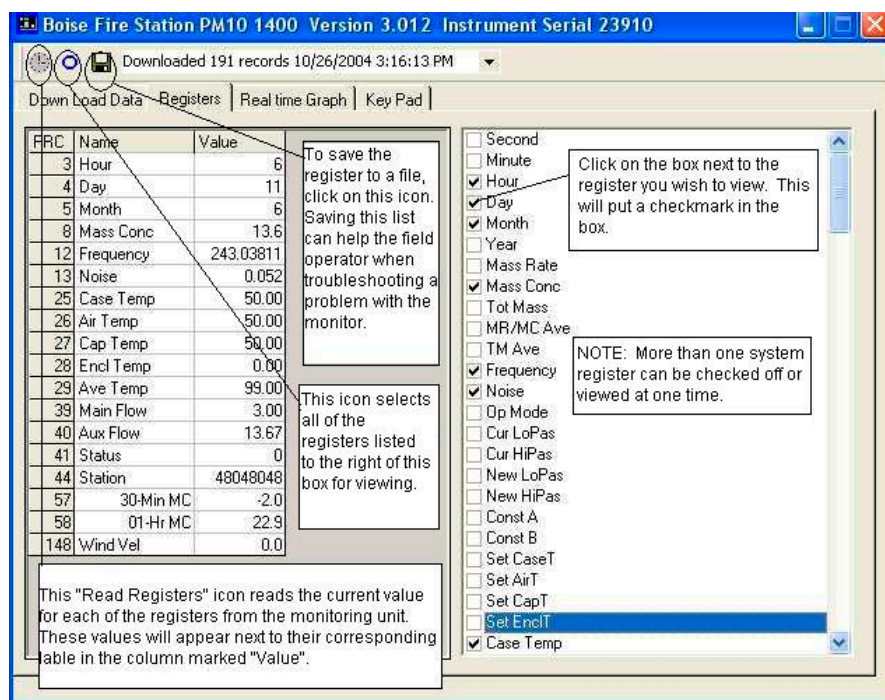 Boise Fire Station PM10 1400 Version 3.012 Instrument Serial 23910
Downloaded 191 records 10/26/2004 3:16:13 PM
Down Load Data Registers Real time Graph Key Pad
PRC Name Value
3 Hour 6
4 Day 11
5 Month 6
8 Mass Conc 13.6
12 Frequency 243.03811
13 Noise 0.052
25 Case Temp 50.00
26 Air Temp 50.00
27 Cap Temp 50.00
28 Encl Temp 0.00
29 Ave Temp 99.00
39 Main Flow 3.00
40 Aux Flow 13.67
41 Status 0
44 Station 48048048
57 30-Min MC -2.0
58 01-Hr MC 22.9
148 Wind Vel 0.0
To save the
register to a file,
click on this icon.
Saving this list
can help the field
operator when
troubleshooting a
problem with the
monitor.
This icon selects
all of the
registers listed
to the right of this
box for viewing.
This "Read Registers" icon reads the current value
for each of the registers from the monitoring unit.
These values will appear next to their corresponding
lable in the column marked "Value".
Second
Minute
Hour
Day
Month
Year
Mass Rate
Mass Conc
Tot Mass
MR/MC Ave
TM Ave
Frequency
Noise
Op Mode
Cur LoPas
Cur HiPas
New LoPas
New HiPas
Const A
Const B
Set CaseT
Set AirT
Set CapT
Set EnclT
Case Temp
Click on the box next to the
register you wish to view. This
will put a checkmark in the
box.
NOTE: More than one system
register can be checked off or
viewed at one time.